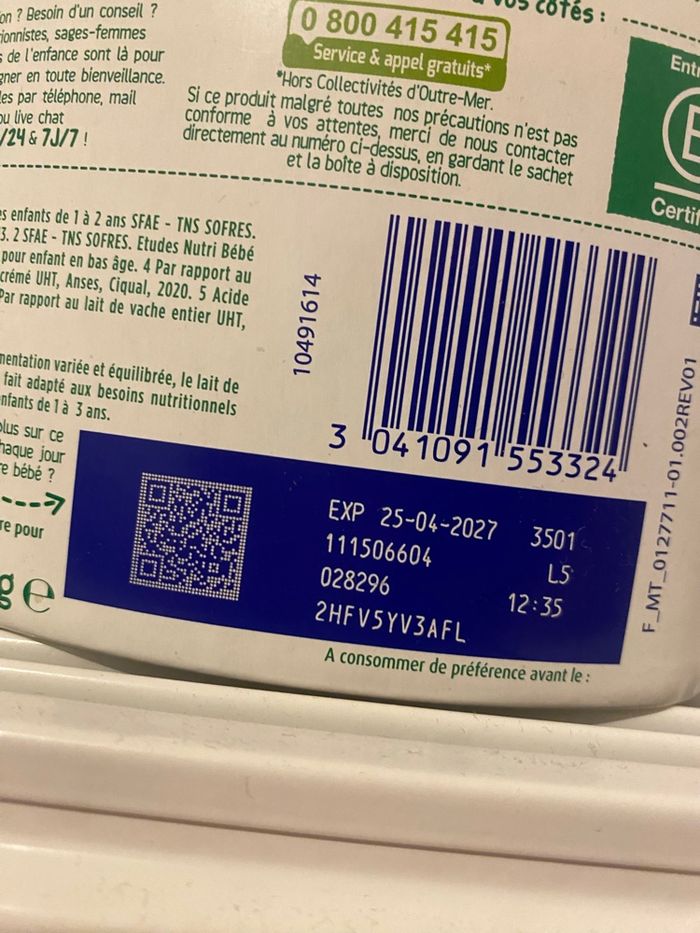 on ? Besoin d'un conseil ?
ionnistes, sages-femmes
de l'enfance sont là pour
gner en toute bienveillance.
les par téléphone, mail
ou live chat
/24 & 7J/7 !
vos côtés :
0 800 415 415
Service & appel gratuits*
*Hors Collectivités d'Outre-Mer.
Si ce produit malgré toutes nos précautions n'est pas
conforme à vos attentes, merci de nous contacter
directement au numéro ci-dessus, en gardant le sachet
et la boîte à disposition.
Entr
B
Certif
es enfants de 1 à 2 ans SFAE - TNS SOFRES.
3. 2 SFAE - TNS SOFRES. Etudes Nutri Bébé
pour enfant en bas âge. 4 Par rapport au
crémé UHT, Anses, Ciqual, 2020. 5 Acide
Par rapport au lait de vache entier UHT,
mentation variée et équilibrée, le lait de
fait adapté aux besoins nutritionnels
nfants de 1 à 3 ans.
plus sur ce
haque jour
re bébé ?
re pour
g e
10491614
3 041091 553324
F_MT_0127711-01.002REV01
EXP 25-04-2027 3501
111506604 L5
028296 12:35
2HFV5YV3AFL
A consommer de préférence avant le :